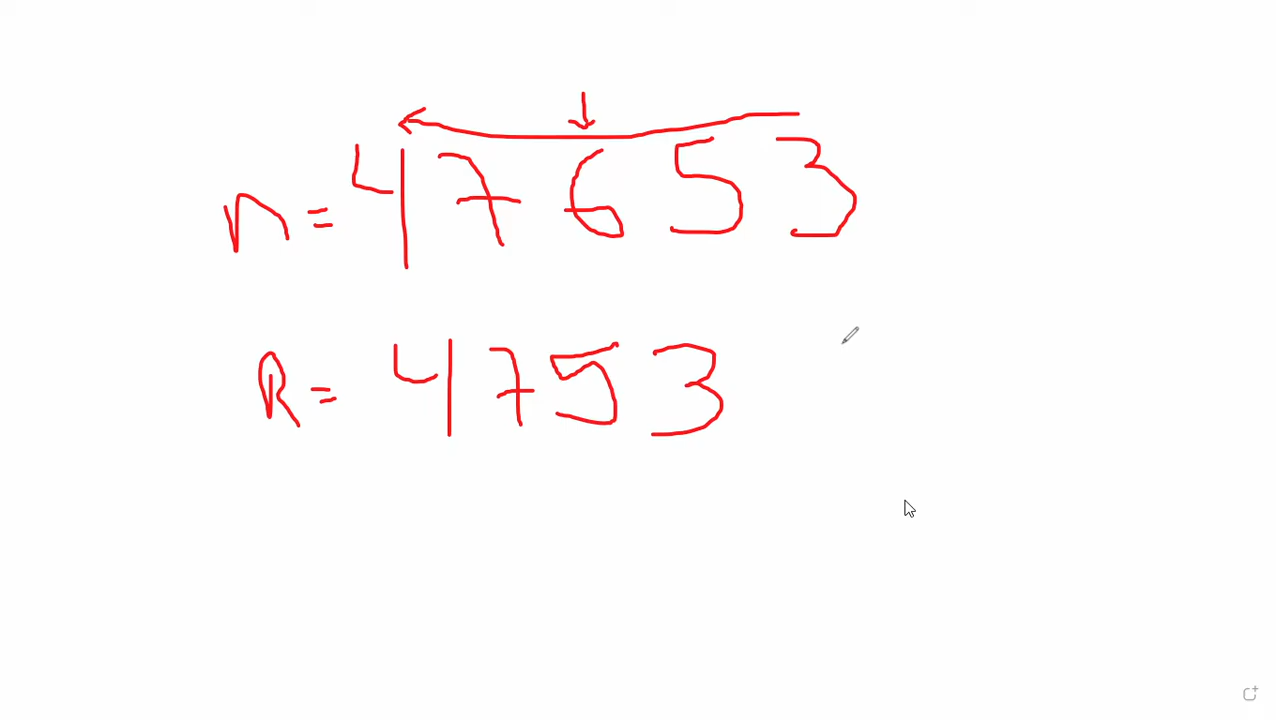 n = 47653
R = 4753